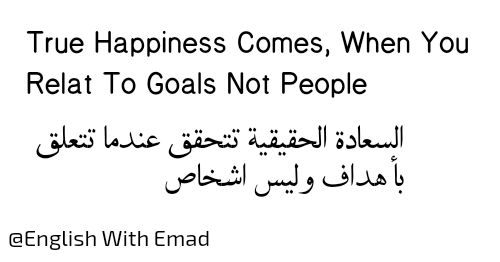 True Happiness Comes, When You
Relat To Goals Not People
السعادة الحقيقية تتحقق عندما تتعلق
بأهداف وليس اشخاص
@English With Emad